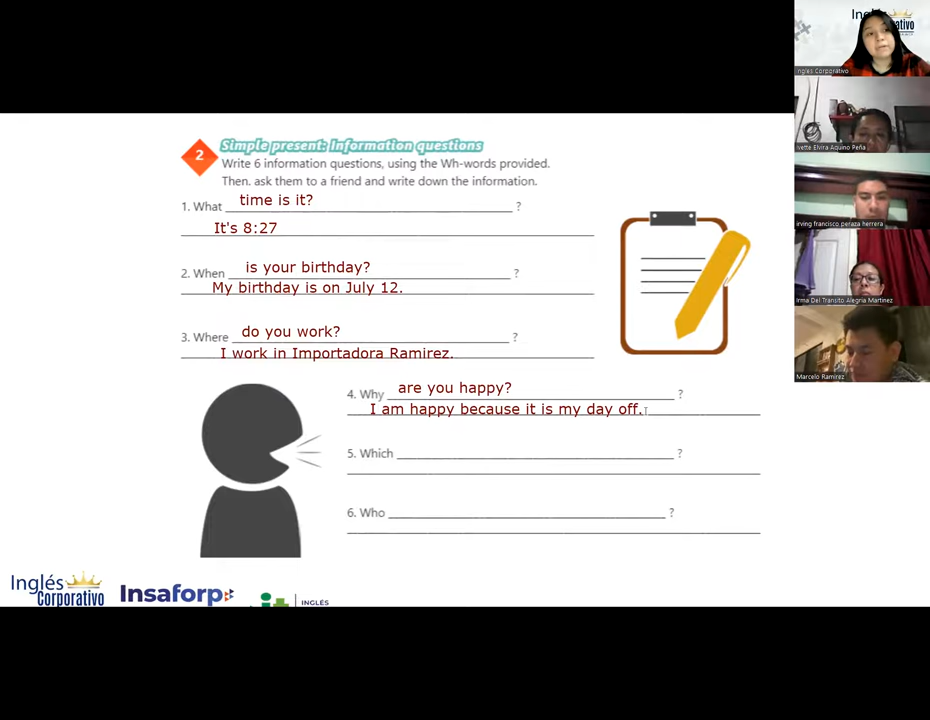 Simple present: Information questions
2
Write 6 information questions, using the Wh-words provided.
Then. ask them to a friend and write down the information.
1. What time is it? ?
It's 8:27
2. When is your birthday? ?
My birthday is on July 12.
3. Where do you work? ?
I work in Importadora Ramirez.
4. Why are you happy? ?
I am happy because it is my day off.
5. Which ?
6. Who ?
Inglés
Corporativo
Insaforp
INGLÉS
Inglés Corporativo
Ivette Elvira Aquino Peña
irving francisco peraza herrera
Irma Del Transito Alegria Martinez
Marcelo Ramirez